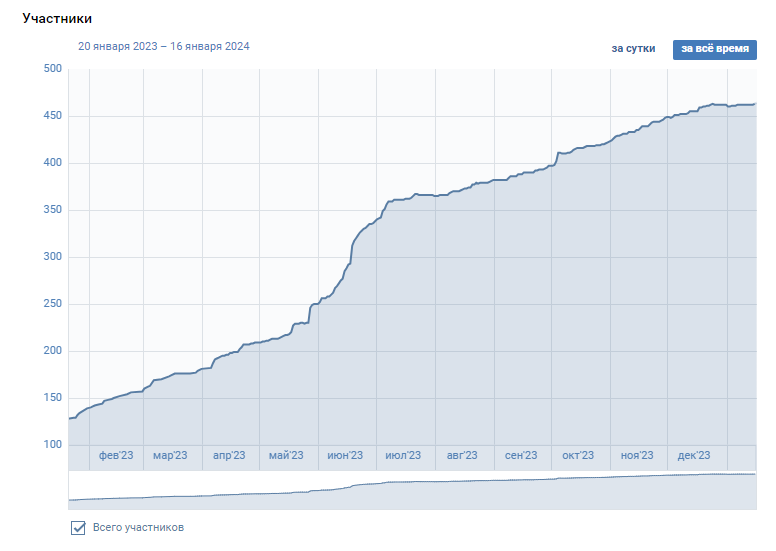 Участники
20 января 2023 – 16 января 2024
за сутки
за всё время
500
450
400
350
300
250
200
150
100
фев'23 мар'23 апр'23 май'23 июн'23 июл'23 авг'23 сен'23 окт'23 ноя'23 дек'23
Всего участников